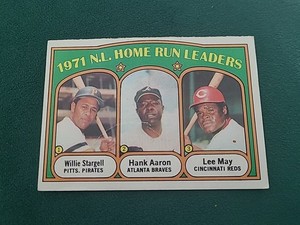 1971 N.L. HOME RUN LEADERS
1
Willie Stargell
PITTS. PIRATES
2
Hank Aaron
ATLANTA BRAVES
3
Lee May
CINCINNATI REDS